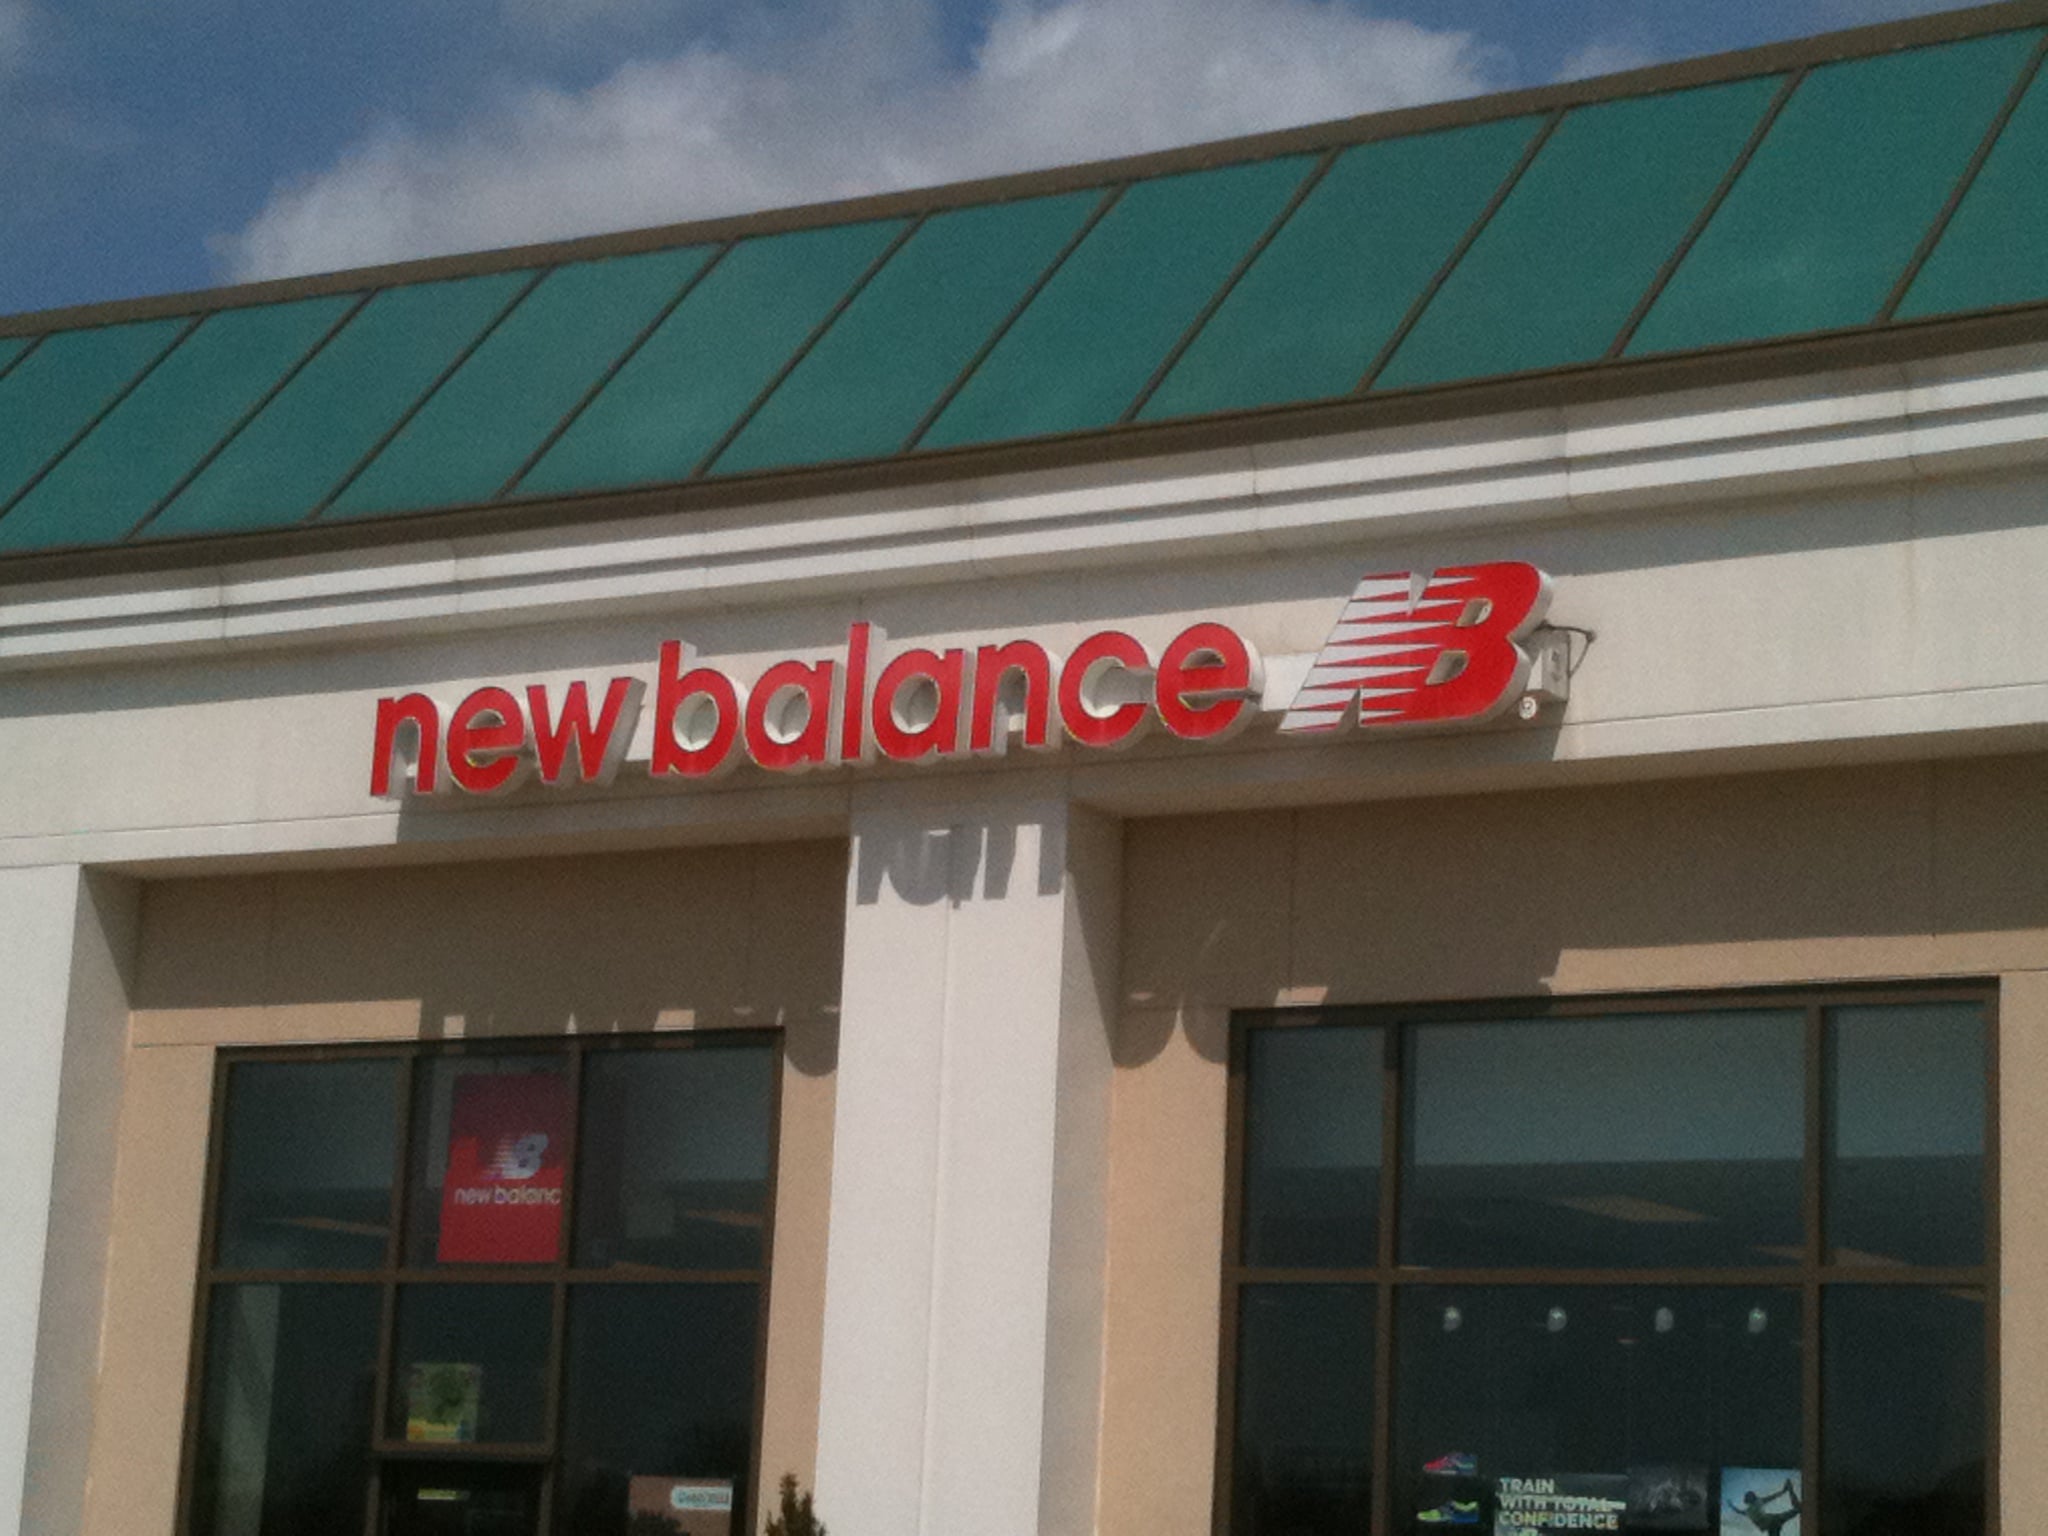 new balance NB
NB
new balanc
TRAIN
WITH TOTAL
CONFIDENCE